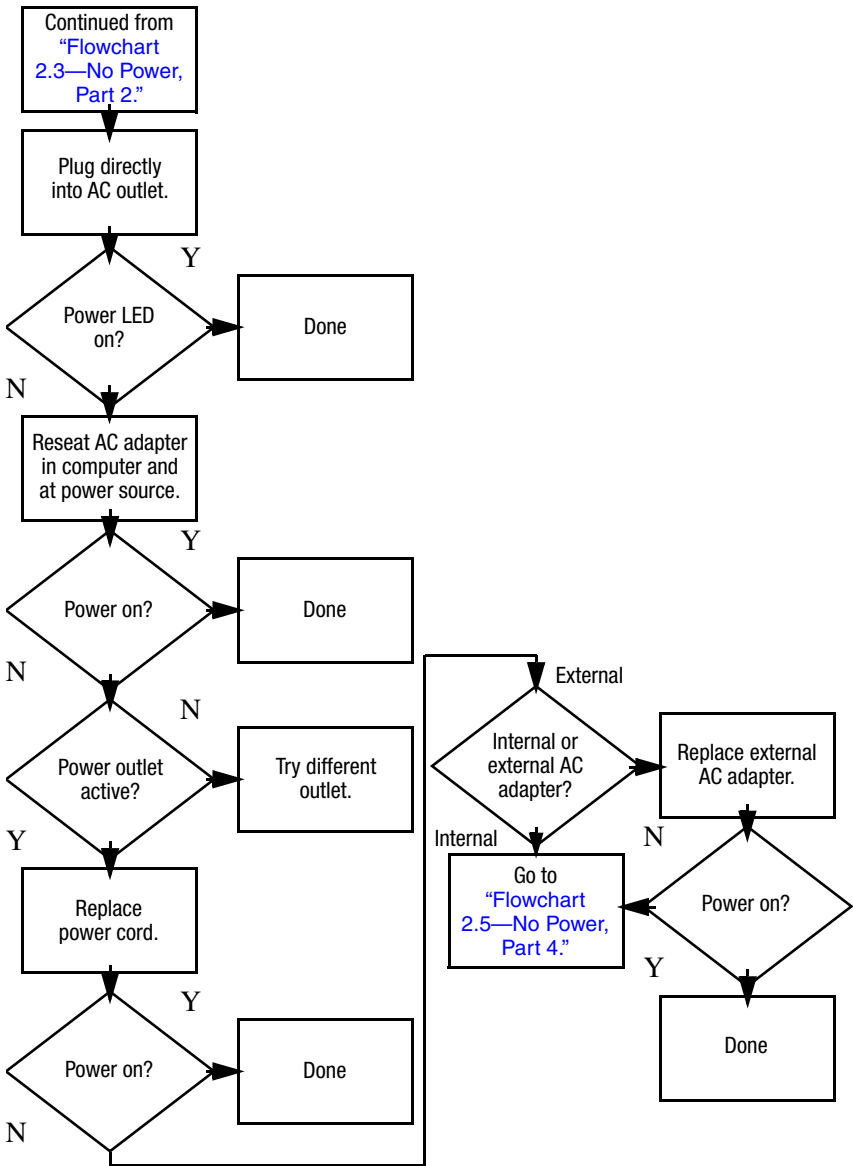 Continued from
“Flowchart
2.3—No Power,
Part 2.”
Plug directly
into AC outlet.
Y
Power LED
on?
Done
N
Reseat AC adapter
in computer and
at power source.
Y
Power on?
Done
N
N
Power outlet
active?
Try different
outlet.
Y
Replace
power cord.
Y
Power on?
Done
N
External
Internal or
external AC
adapter?
Replace external
AC adapter.
Internal
N
Go to
“Flowchart
2.5—No Power,
Part 4.”
Power on?
Y
Done